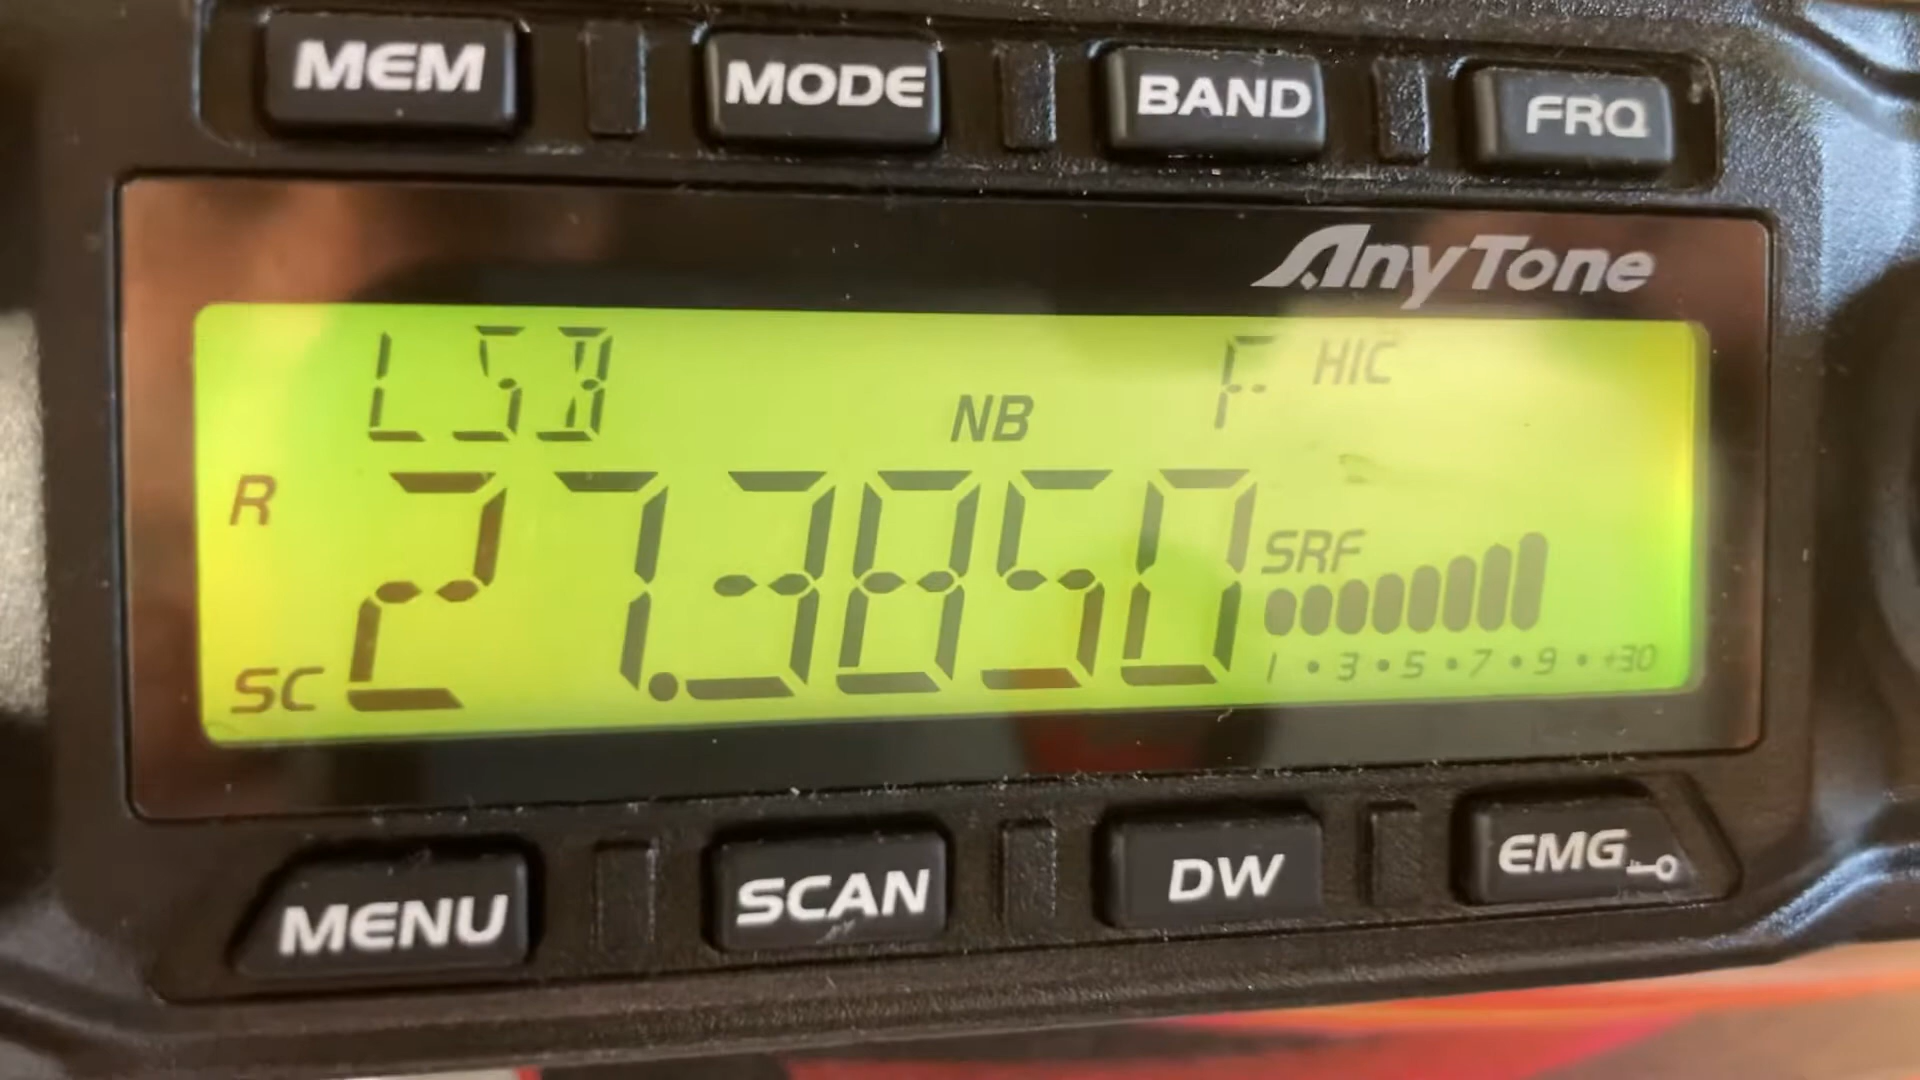 MEM MODE BAND FRQ
AnyTone
LSB NB F HIC
R 27.3850 SRF
SC 1 • 3 • 5 • 7 • 9 • +30
MENU SCAN DW EMG